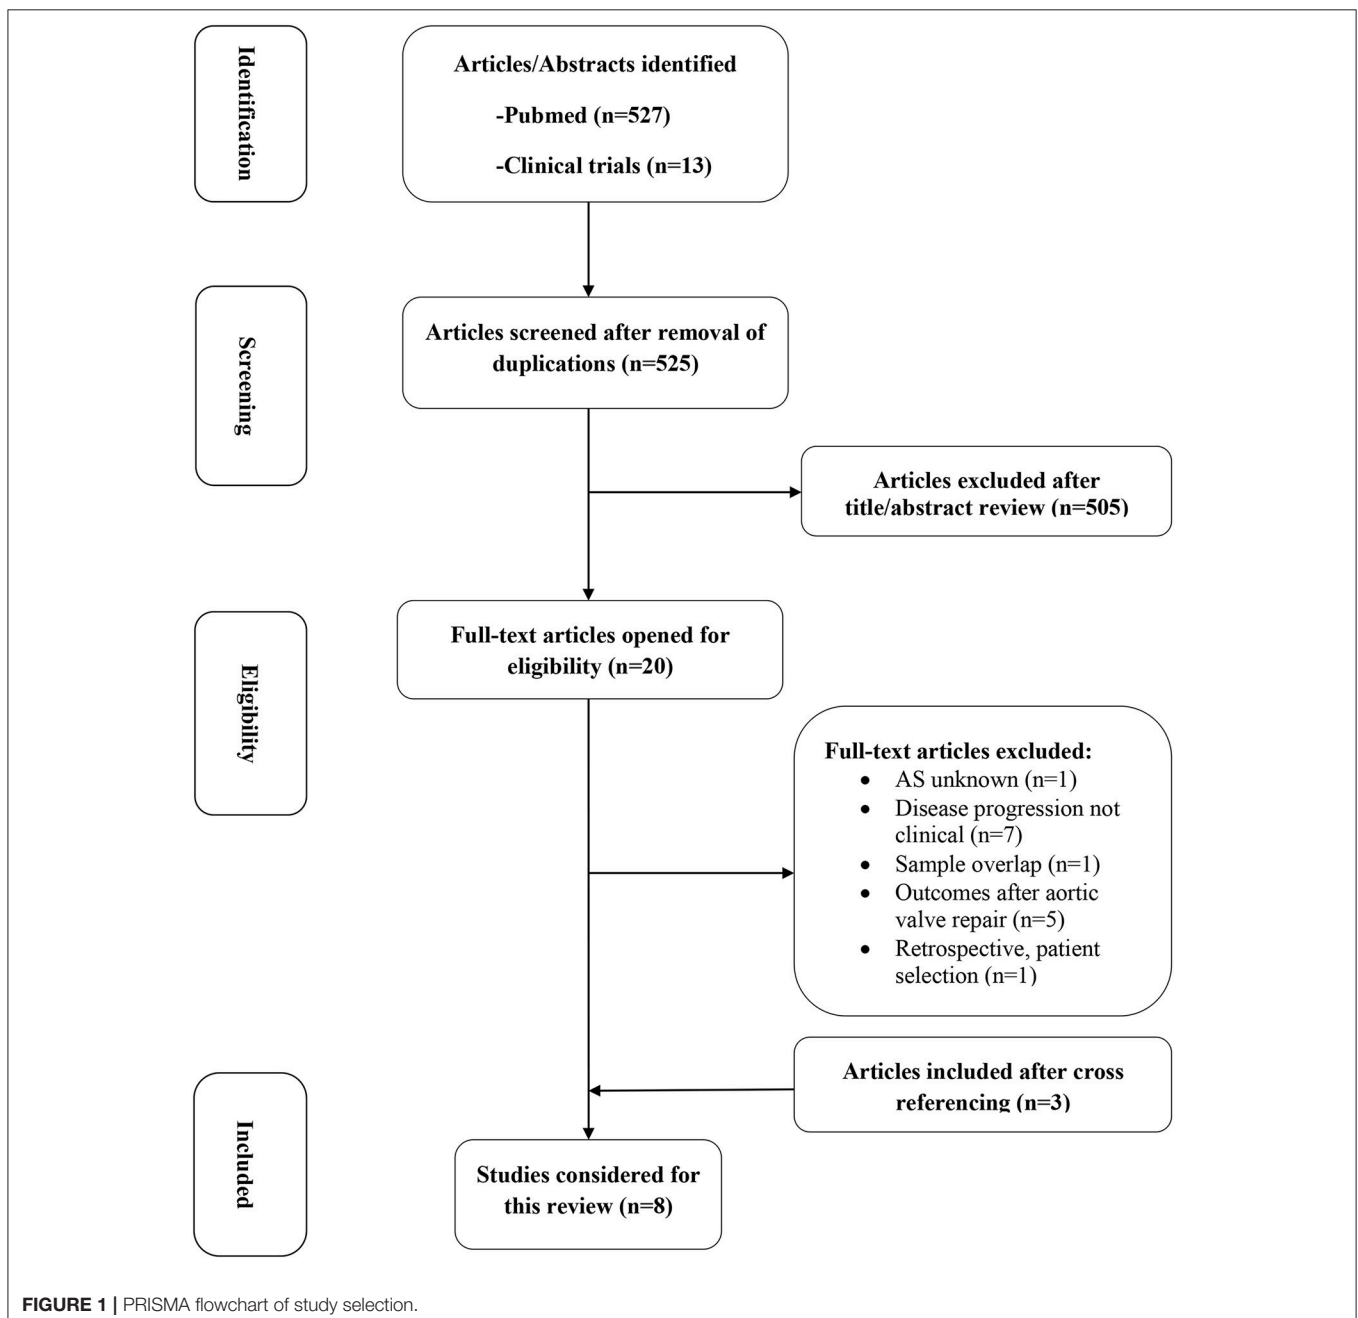 Identification
Articles/Abstracts identified
-Pubmed (n=527)
-Clinical trials (n=13)
Screening
Articles screened after removal of
duplications (n=525)
Articles excluded after
title/abstract review (n=505)
Eligibility
Full-text articles opened for
eligibility (n=20)
Full-text articles excluded:
• AS unknown (n=1)
• Disease progression not
clinical (n=7)
• Sample overlap (n=1)
• Outcomes after aortic
valve repair (n=5)
• Retrospective, patient
selection (n=1)
Articles included after cross
referencing (n=3)
Included
Studies considered for
this review (n=8)
FIGURE 1 | PRISMA flowchart of study selection.